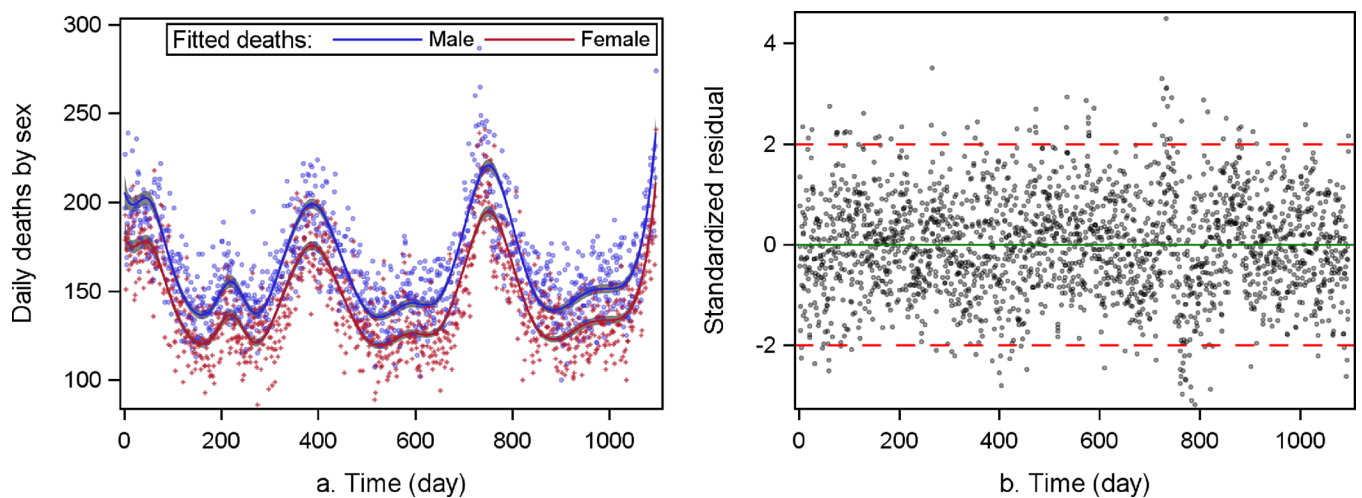 Fitted deaths: Male Female
Daily deaths by sex
300
250
200
150
100
0 200 400 600 800 1000
a. Time (day)
Standardized residual
4
2
0
-2
0 200 400 600 800 1000
b. Time (day)